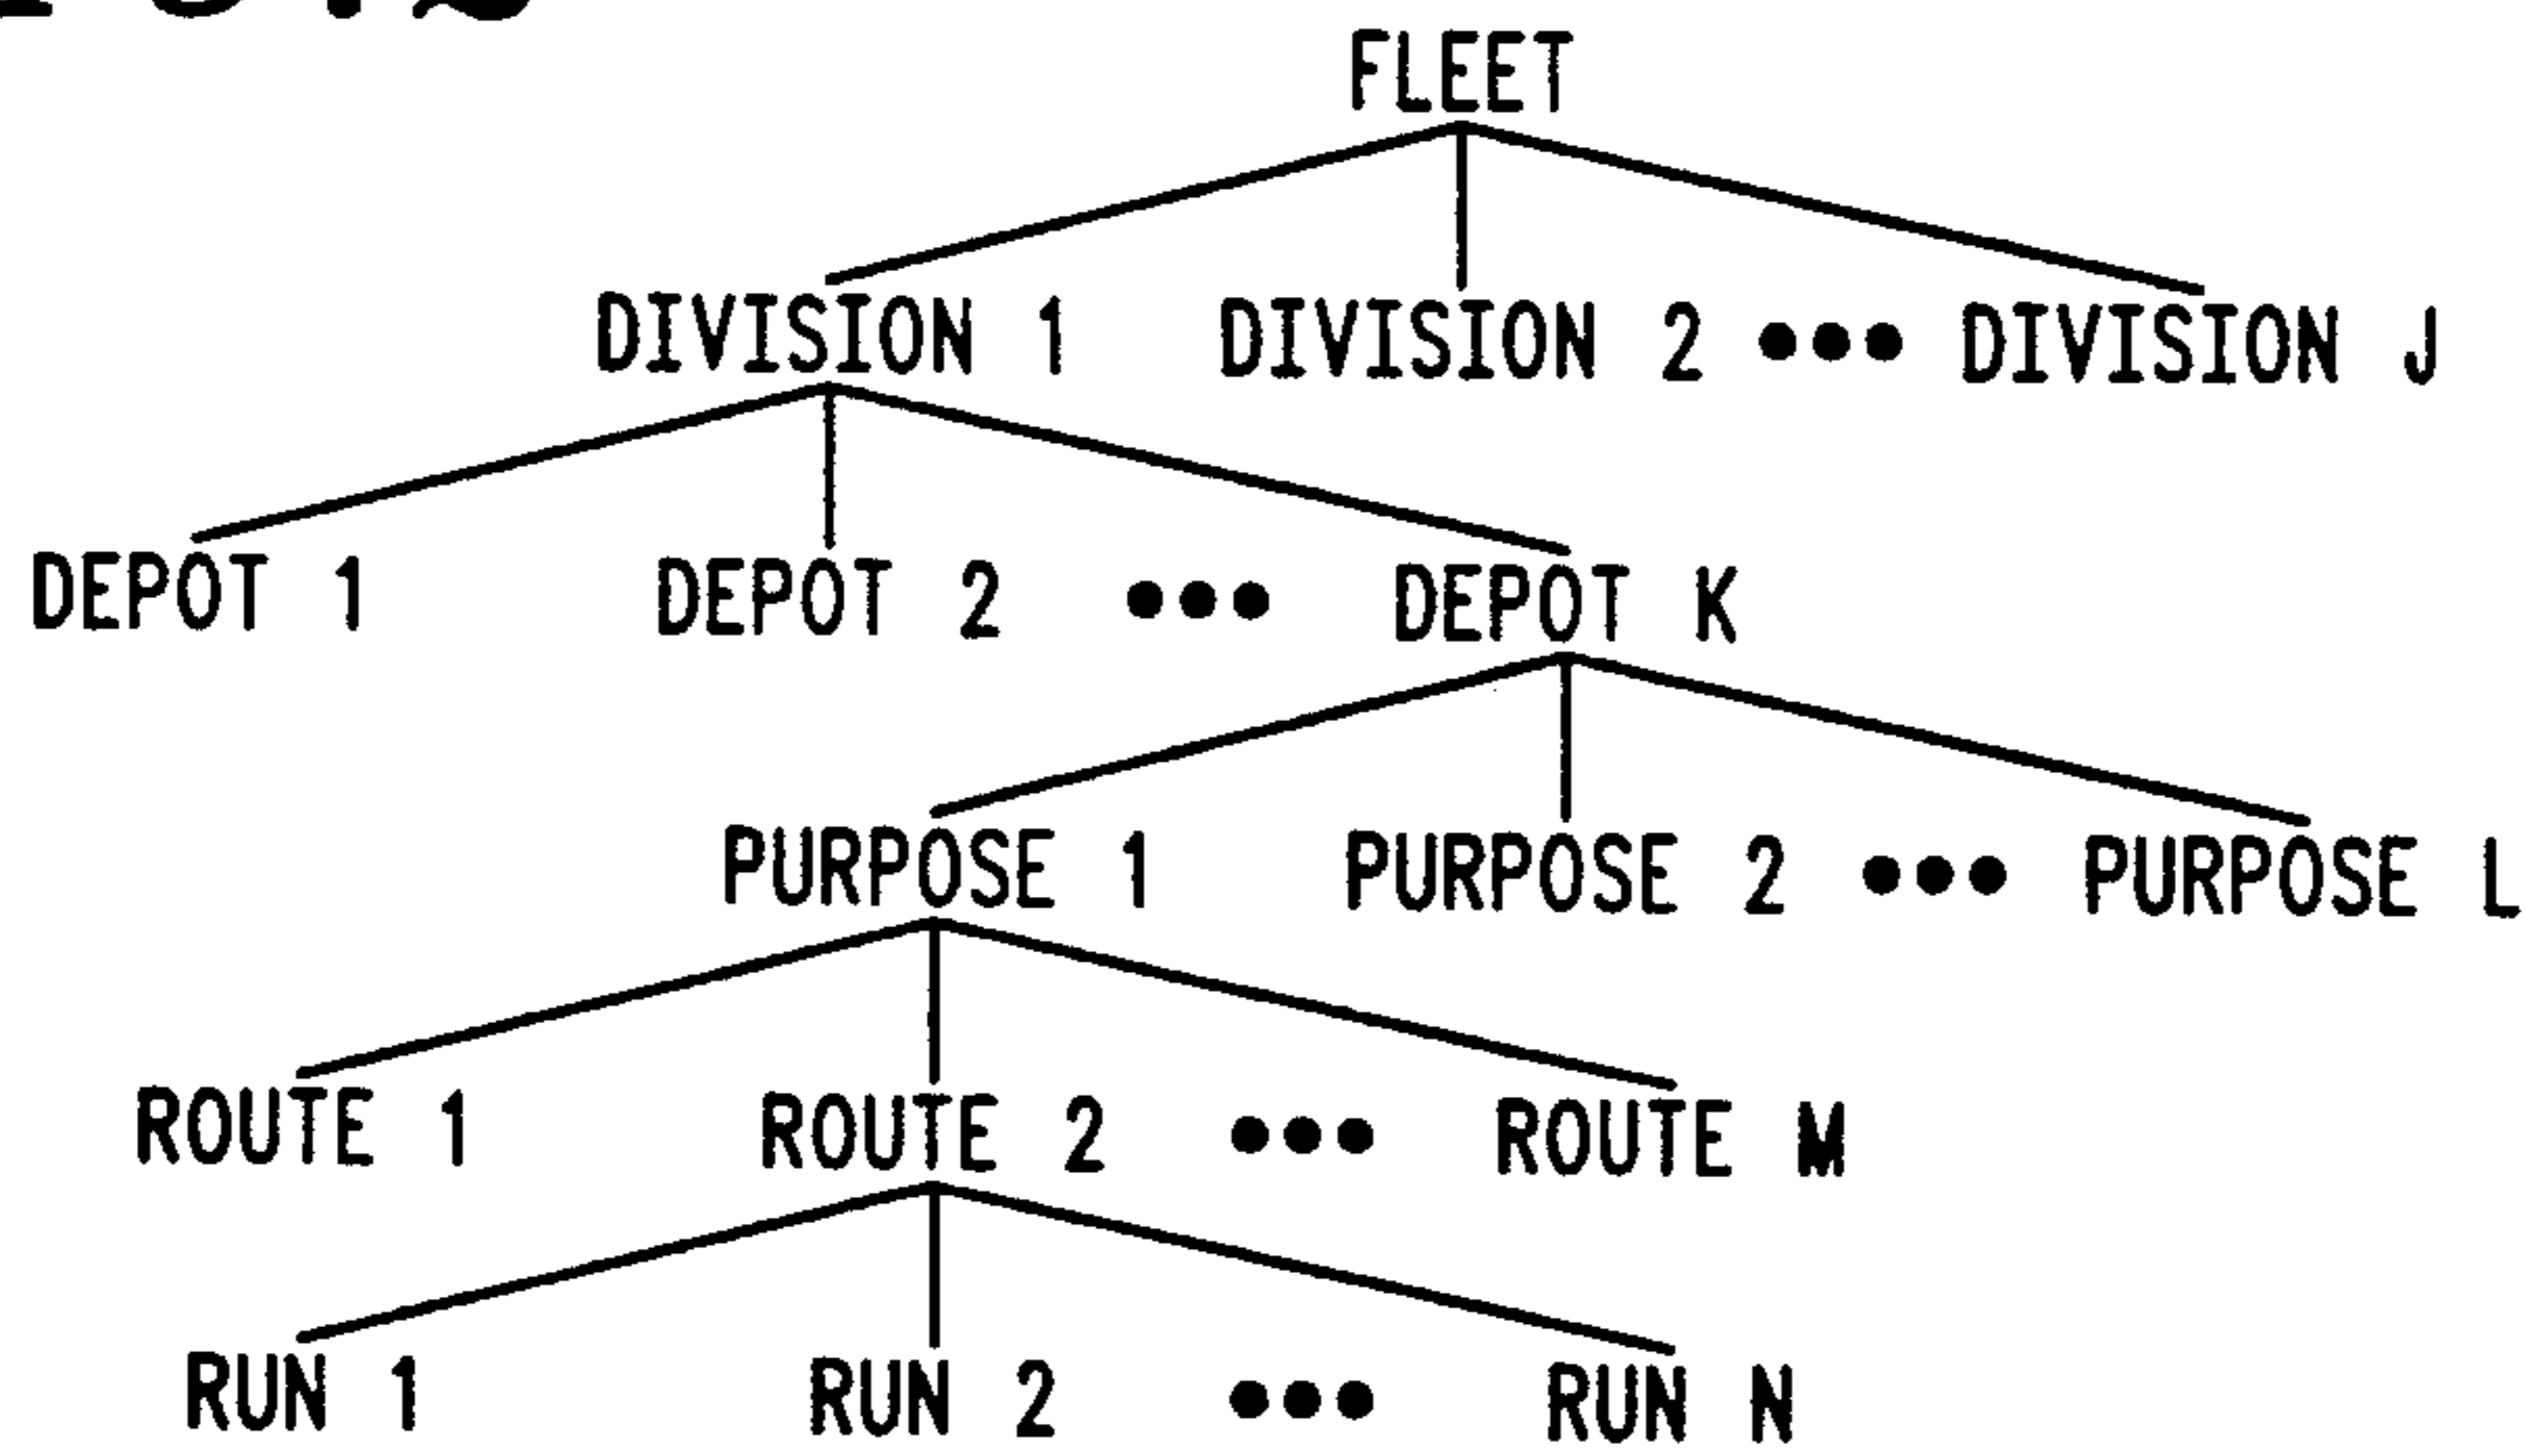 FLEET
DIVISION 1 DIVISION 2 ••• DIVISION J
DEPOT 1 DEPOT 2 ••• DEPOT K
PURPOSE 1 PURPOSE 2 ••• PURPOSE L
ROUTE 1 ROUTE 2 ••• ROUTE M
RUN 1 RUN 2 ••• RUN N